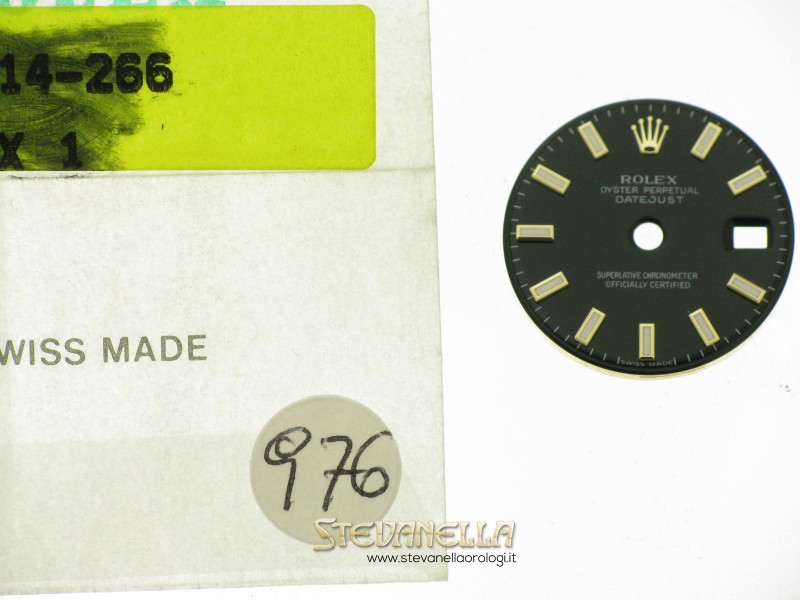 14-266
X 1
WISS MADE
976
ROLEX
OYSTER PERPETUAL
DATEJUST
SUPERLATIVE CHRONOMETER
OFFICIALLY CERTIFIED
SWISS MADE
STEVANELLA
www.stevanellaorologi.it